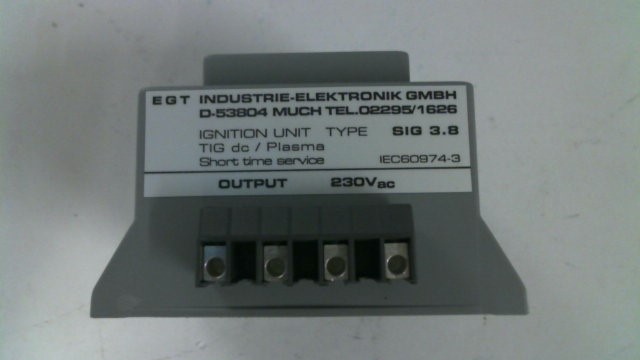 EGT INDUSTRIE-ELEKTRONIK GMBH
D-53804 MUCH TEL.02295/1626
IGNITION UNIT TYPE SIG 3.8
TIG dc / Plasma
Short time service IEC60974-3
OUTPUT 230Vac